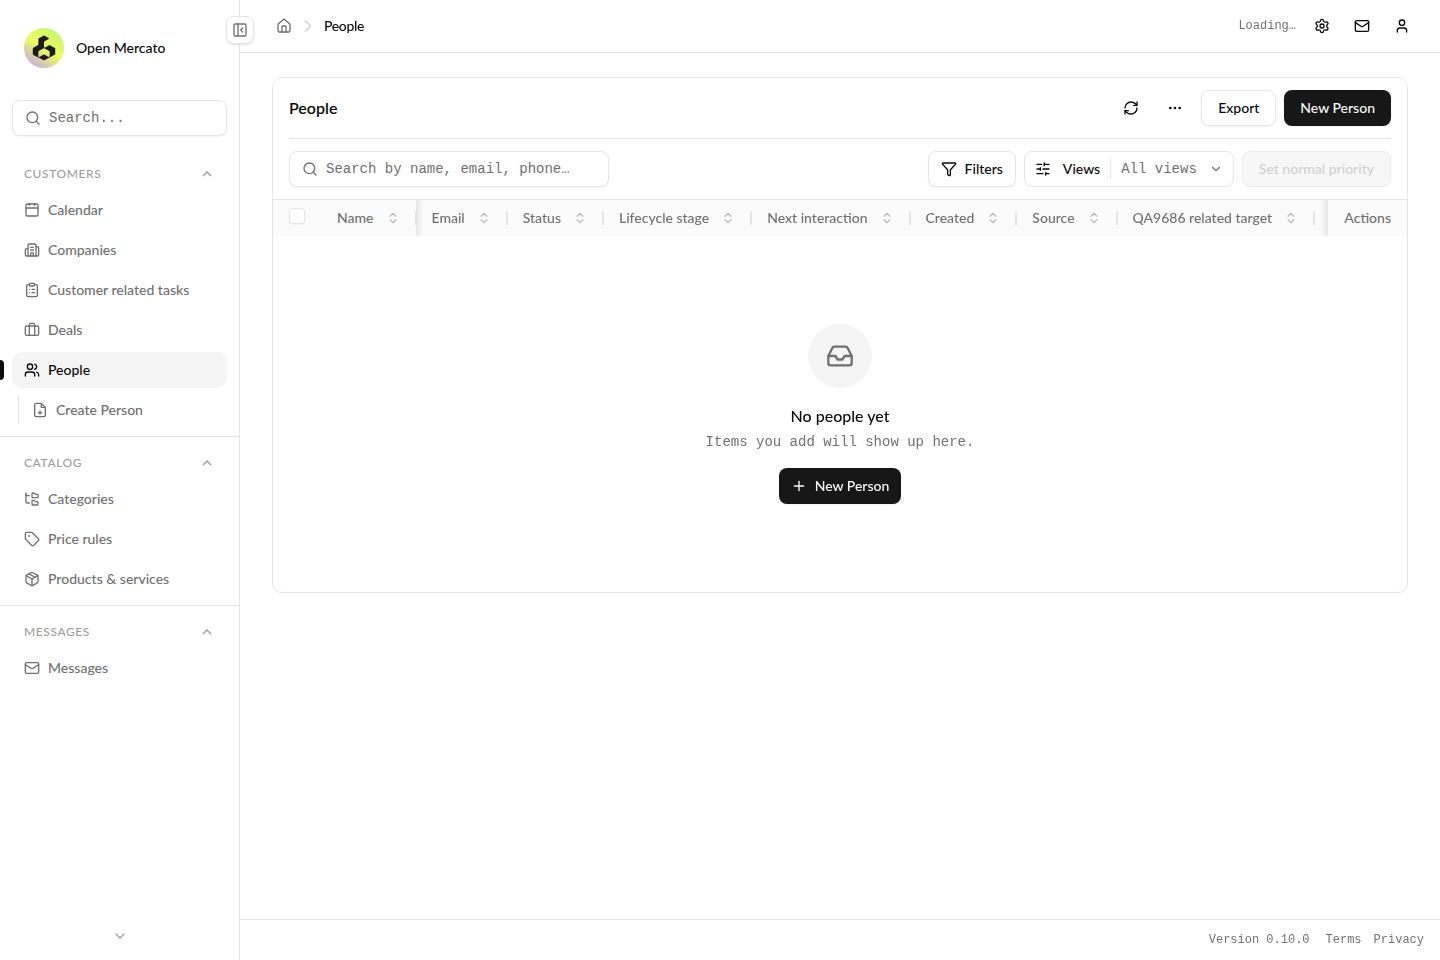 Open Mercato
Search...
CUSTOMERS
Calendar
Companies
Customer related tasks
Deals
People
Create Person
CATALOG
Categories
Price rules
Products & services
MESSAGES
Messages
People
Loading…
People
Export
New Person
Search by name, email, phone…
Filters
Views
All views
Set normal priority
Name
Email
Status
Lifecycle stage
Next interaction
Created
Source
QA9686 related target
Actions
No people yet
Items you add will show up here.
New Person
Version 0.10.0
Terms
Privacy